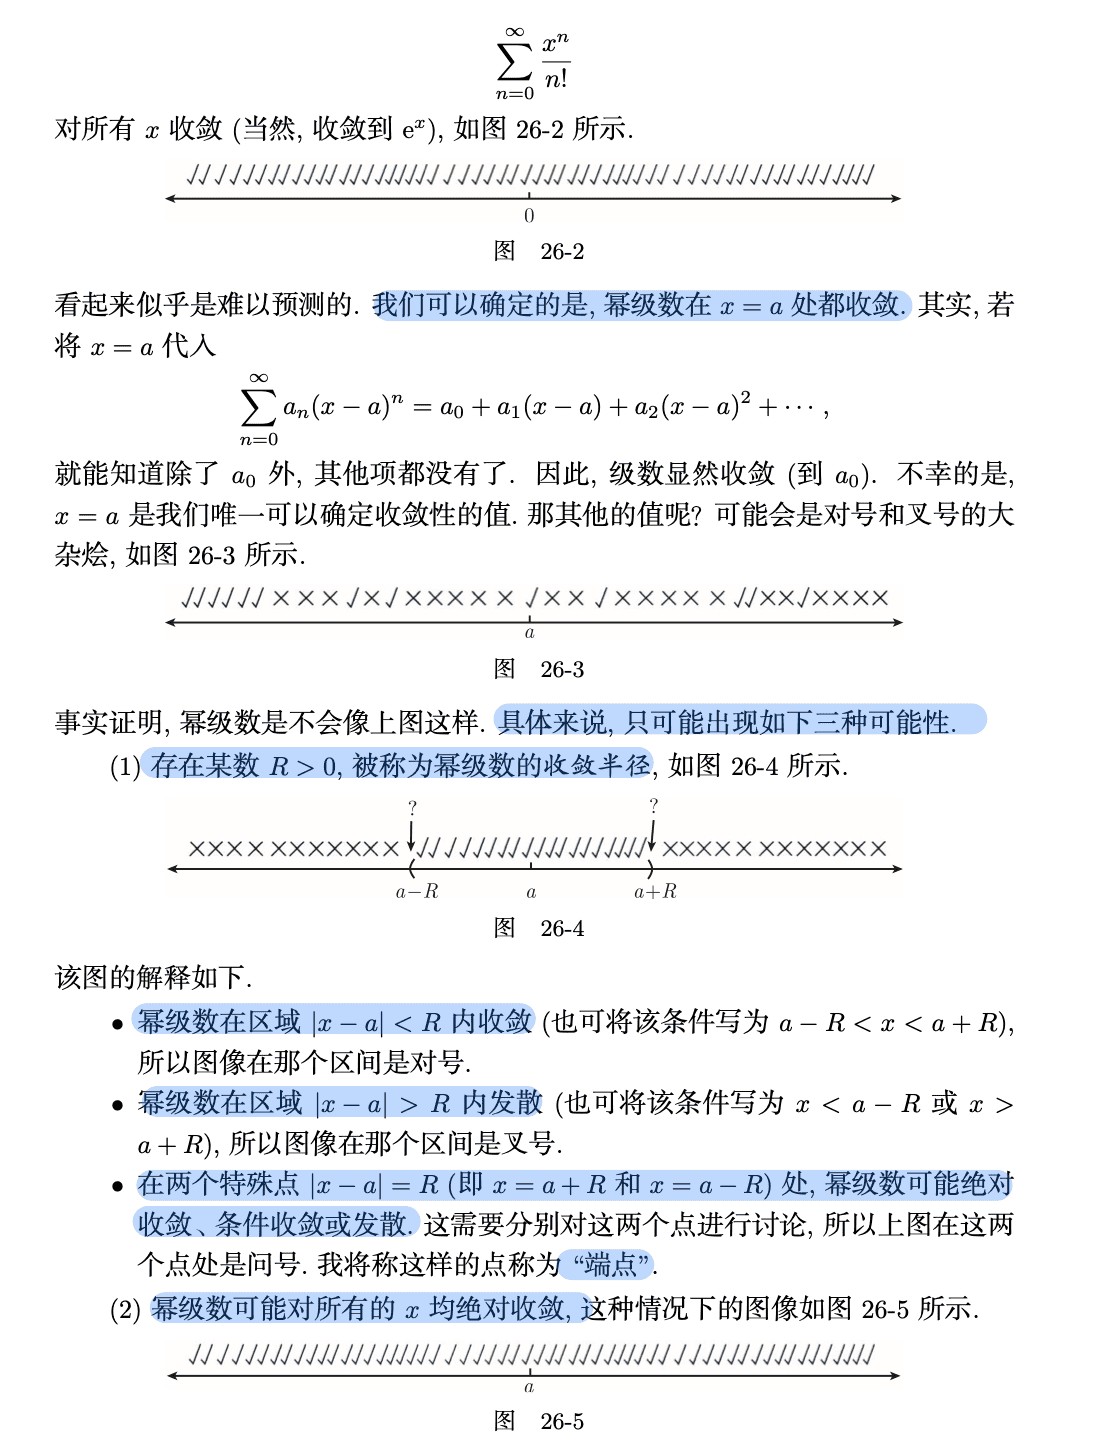 ∞
∑ xⁿ/n!
n=0
对所有 x 收敛 (当然, 收敛到 eˣ), 如图 26-2 所示.
0
图 26-2
看起来似乎是难以预测的. 我们可以确定的是, 幂级数在 x = a 处都收敛. 其实, 若
将 x = a 代入
∞
∑ aₙ(x − a)ⁿ = a₀ + a₁(x − a) + a₂(x − a)² + ⋯ ,
n=0
就能知道除了 a₀ 外, 其他项都没有了. 因此, 级数显然收敛 (到 a₀). 不幸的是,
x = a 是我们唯一可以确定收敛性的值. 那其他的值呢? 可能会是对号和叉号的大
杂烩, 如图 26-3 所示.
a
图 26-3
事实证明, 幂级数是不会像上图这样. 具体来说, 只可能出现如下三种可能性.
(1) 存在某数 R > 0, 被称为幂级数的收敛半径, 如图 26-4 所示.
? ?
a−R a a+R
图 26-4
该图的解释如下.
• 幂级数在区域 |x − a| < R 内收敛 (也可将该条件写为 a − R < x < a + R),
所以图像在那个区间是对号.
• 幂级数在区域 |x − a| > R 内发散 (也可将该条件写为 x < a − R 或 x >
a + R), 所以图像在那个区间是叉号.
• 在两个特殊点 |x − a| = R (即 x = a + R 和 x = a − R) 处, 幂级数可能绝对
收敛、条件收敛或发散. 这需要分别对这两个点进行讨论, 所以上图在这两
个点处是问号. 我将称这样的点称为 “端点”.
(2) 幂级数可能对所有的 x 均绝对收敛, 这种情况下的图像如图 26-5 所示.
a
图 26-5